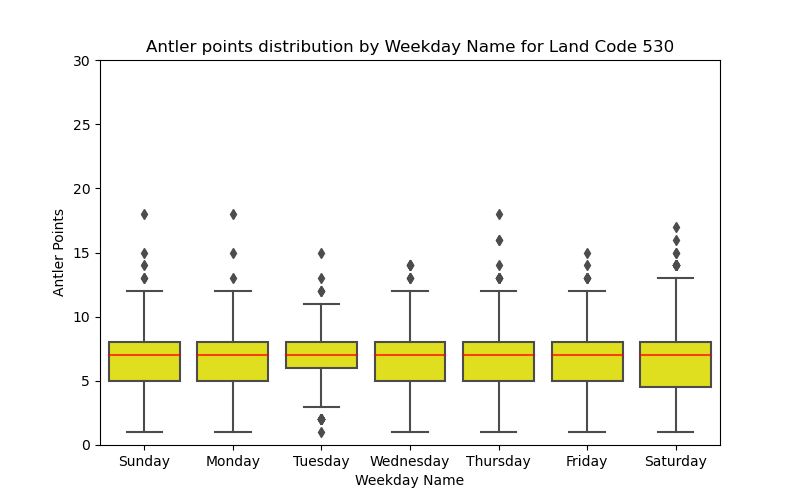 Antler points distribution by Weekday Name for Land Code 530
30
25
20
15
10
5
0
Antler Points
Sunday Monday Tuesday Wednesday Thursday Friday Saturday
Weekday Name